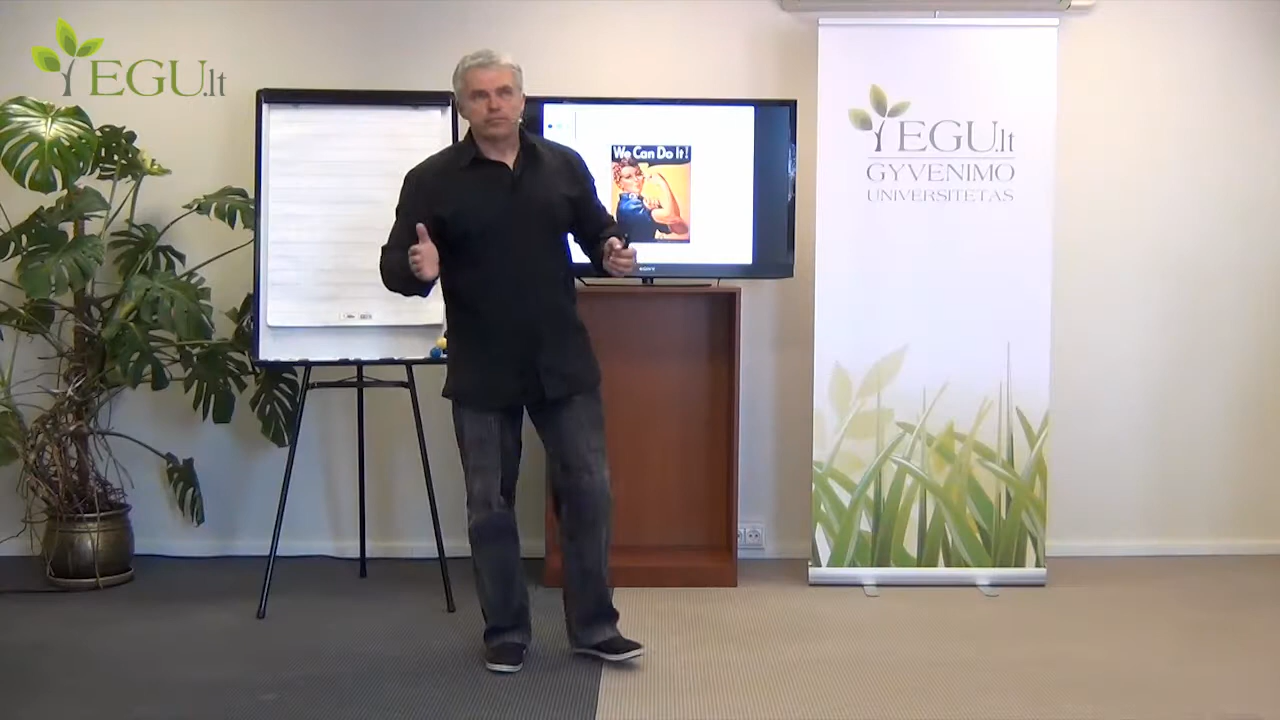 EGU.lt
We Can Do It!
SONY
EGU.lt
GYVENIMO
UNIVERSITETAS